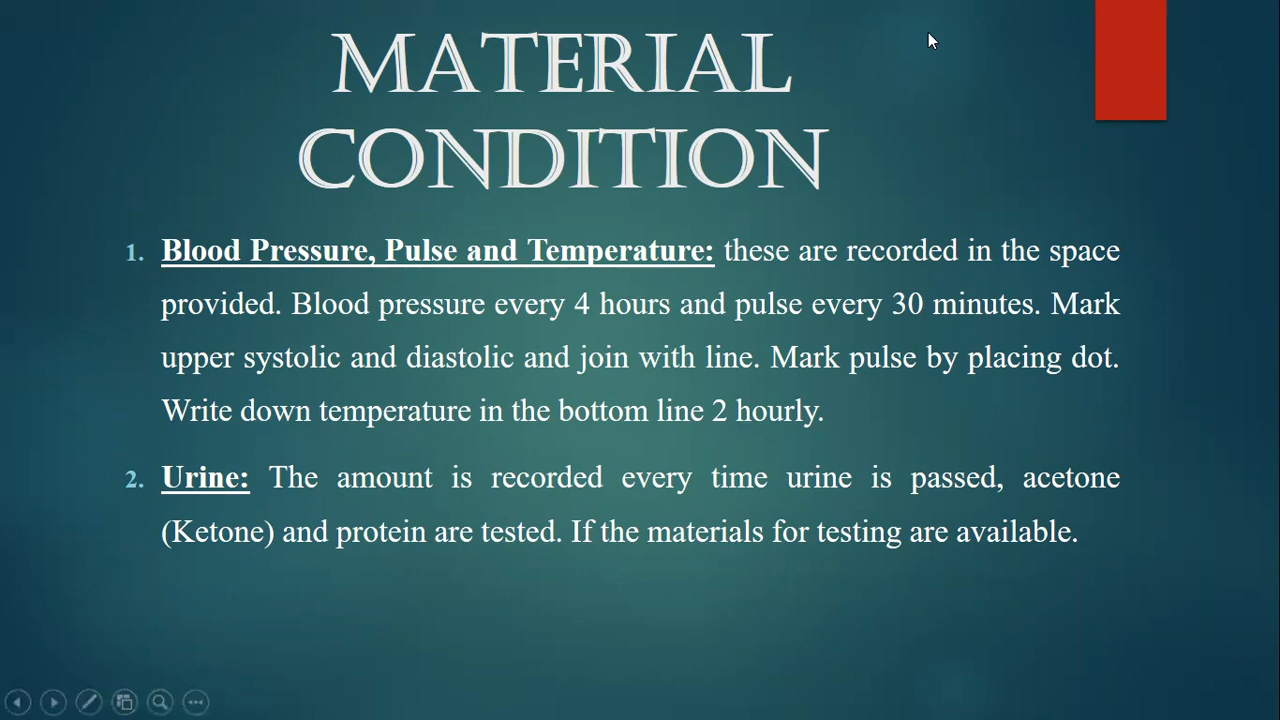 MATERIAL
CONDITION
1. Blood Pressure, Pulse and Temperature: these are recorded in the space
provided. Blood pressure every 4 hours and pulse every 30 minutes. Mark
upper systolic and diastolic and join with line. Mark pulse by placing dot.
Write down temperature in the bottom line 2 hourly.
2. Urine: The amount is recorded every time urine is passed, acetone
(Ketone) and protein are tested. If the materials for testing are available.